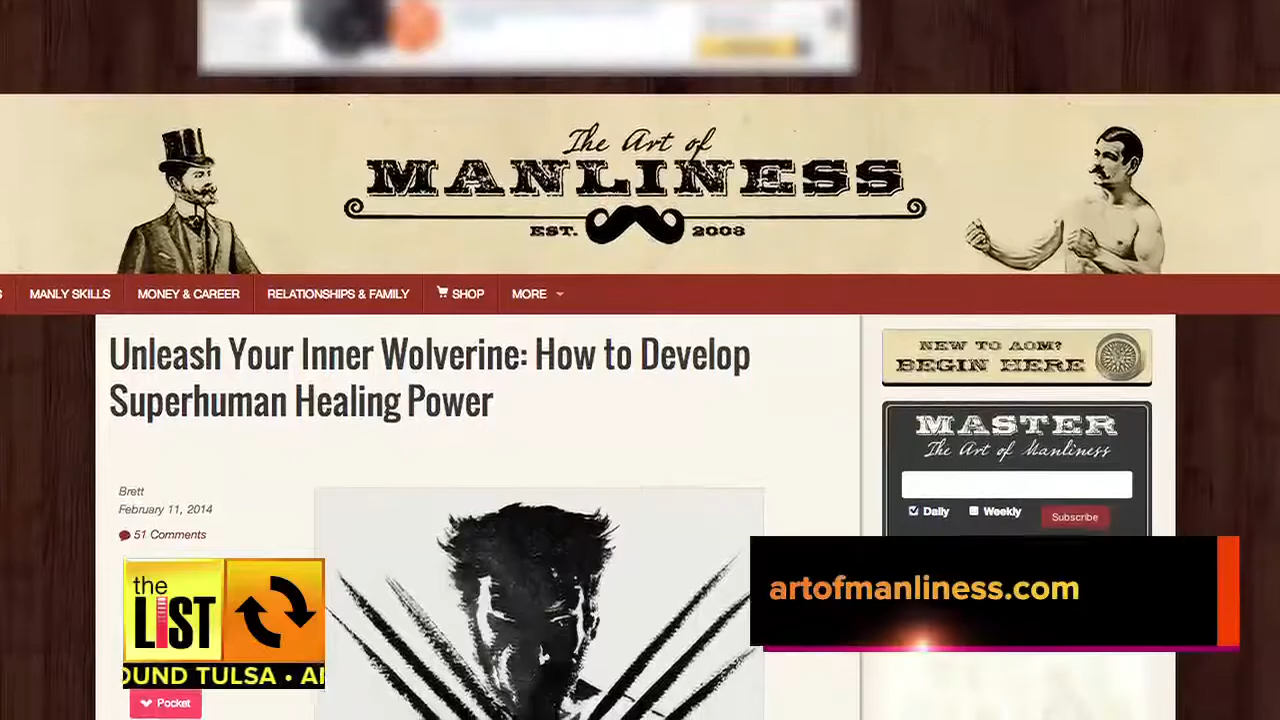 The Art of
MANLINESS
EST. 2008
S
MANLY SKILLS
MONEY & CAREER
RELATIONSHIPS & FAMILY
SHOP
MORE
Unleash Your Inner Wolverine: How to Develop
Superhuman Healing Power
NEW TO AOM?
BEGIN HERE
MASTER
The Art of Manliness
Daily
Weekly
Subscribe
Brett
February 11, 2014
51 Comments
the
LIST
OUND TULSA • A
artofmanliness.com
Pocket